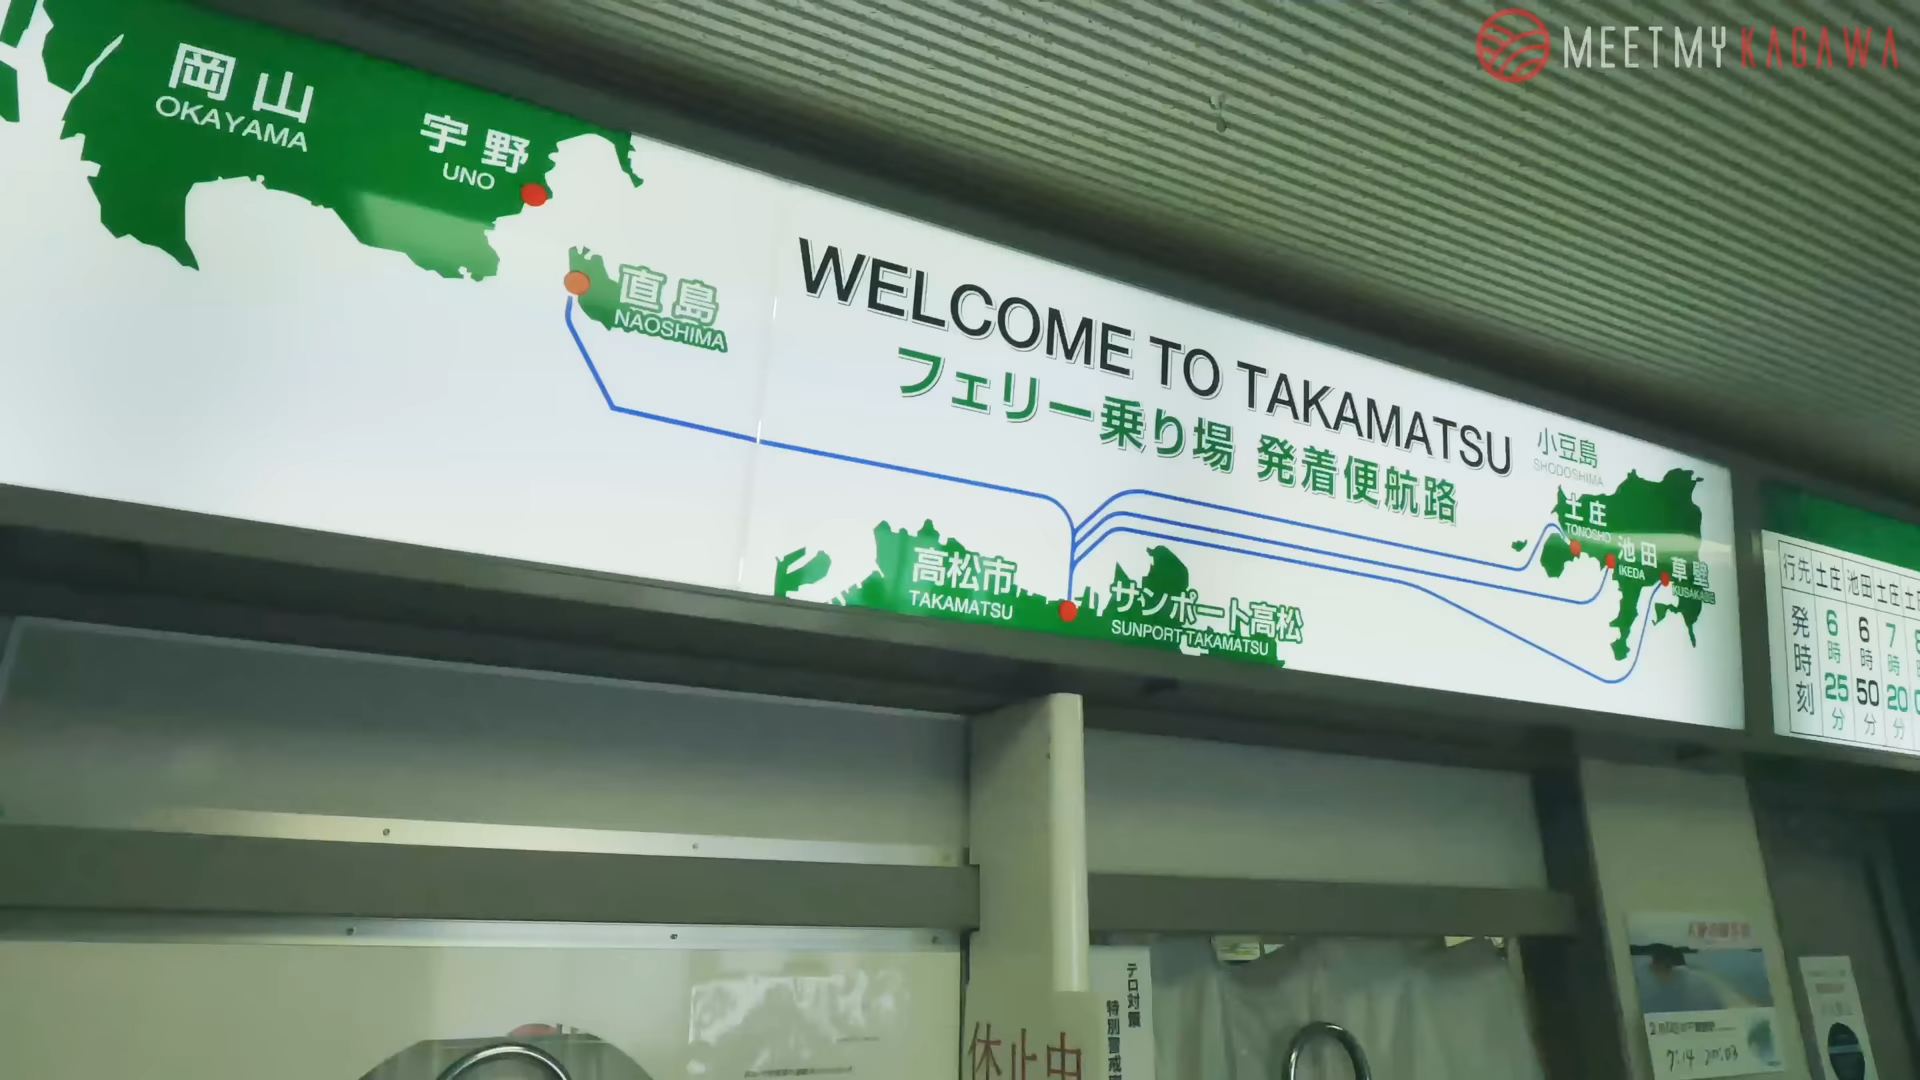 MEETMY KAGAWA
岡山
OKAYAMA
宇野
UNO
直島
NAOSHIMA
WELCOME TO TAKAMATSU
フェリー乗り場 発着便航路
小豆島
SHODOSHIMA
土庄
TONOSHO
池田
IKEDA
草壁
KUSAKABE
高松市
TAKAMATSU
サンポート高松
SUNPORT TAKAMATSU
行先 土庄 池田 土庄
発時刻 6時25分 6時50分 7時20分
テロ対策
特別警戒
休止中